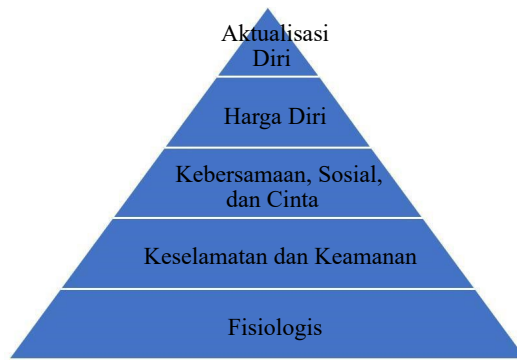 Aktualisasi
Diri
Harga Diri
Kebersamaan, Sosial,
dan Cinta
Keselamatan dan Keamanan
Fisiologis